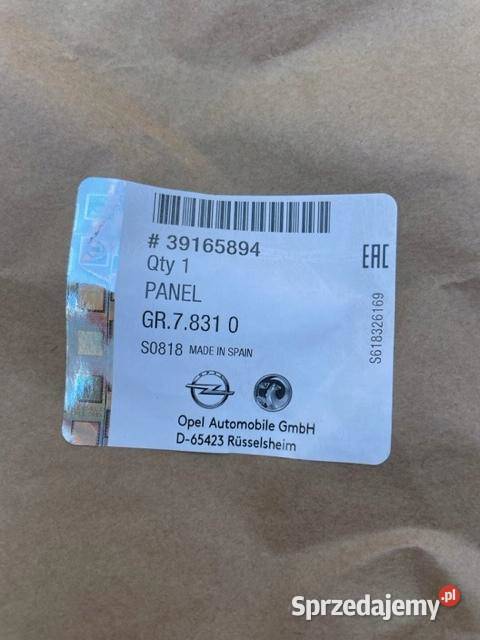 # 39165894
Qty 1
PANEL
GR.7.831 0
S0818 MADE IN SPAIN
Opel Automobile GmbH
D-65423 Rüsselsheim
EAC
S618326169
Sprzedajemy.pl